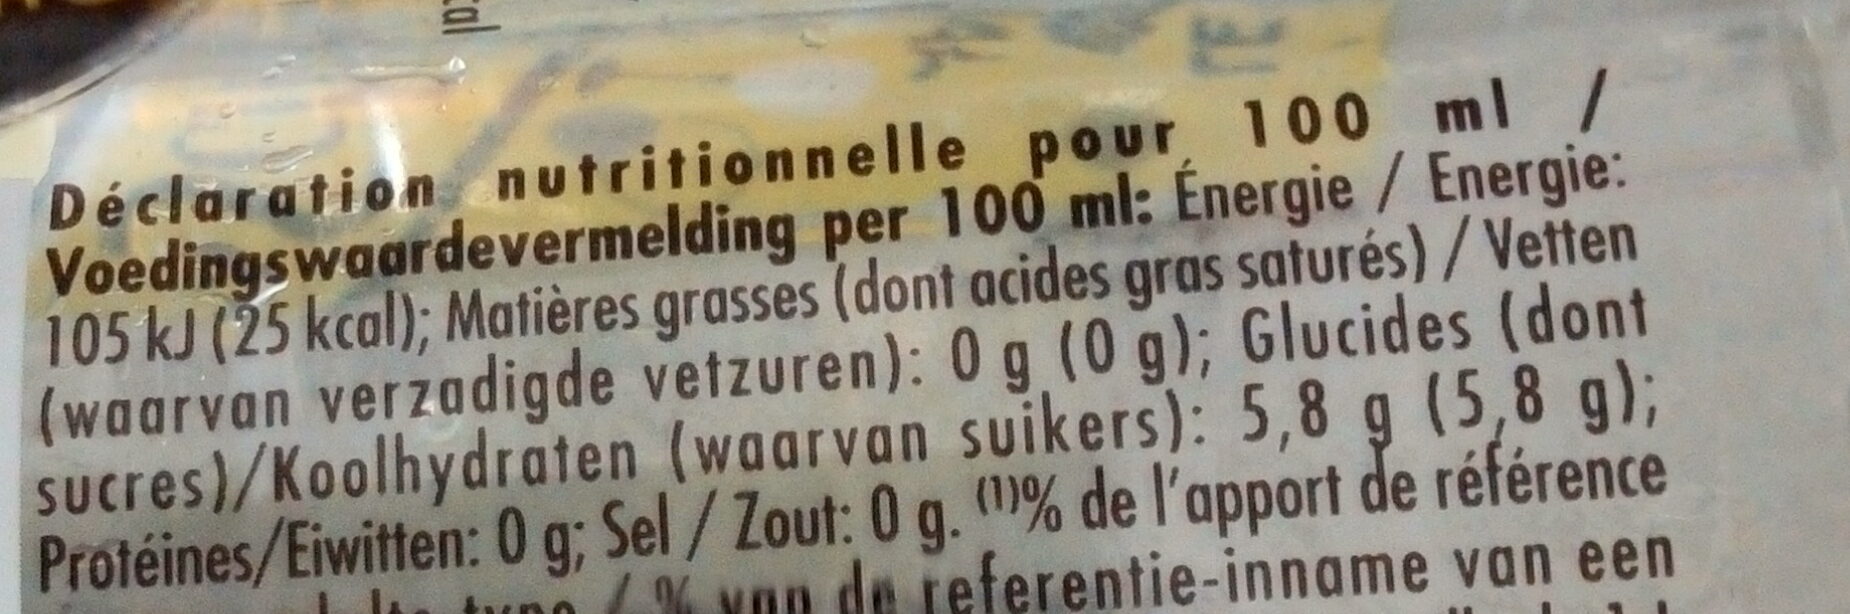 Déclaration nutritionnelle pour 100 ml /
Voedingswaardevermelding per 100 ml: Énergie / Energie:
105 kJ (25 kcal); Matières grasses (dont acides gras saturés) / Vetten
(waarvan verzadigde vetzuren): 0 g (0 g); Glucides (dont
sucres)/Koolhydraten (waarvan suikers): 5,8 g (5,8 g);
Protéines/Eiwitten: 0 g; Sel / Zout: 0 g. (1)% de l'apport de référence
/ % van de referentie-inname van een